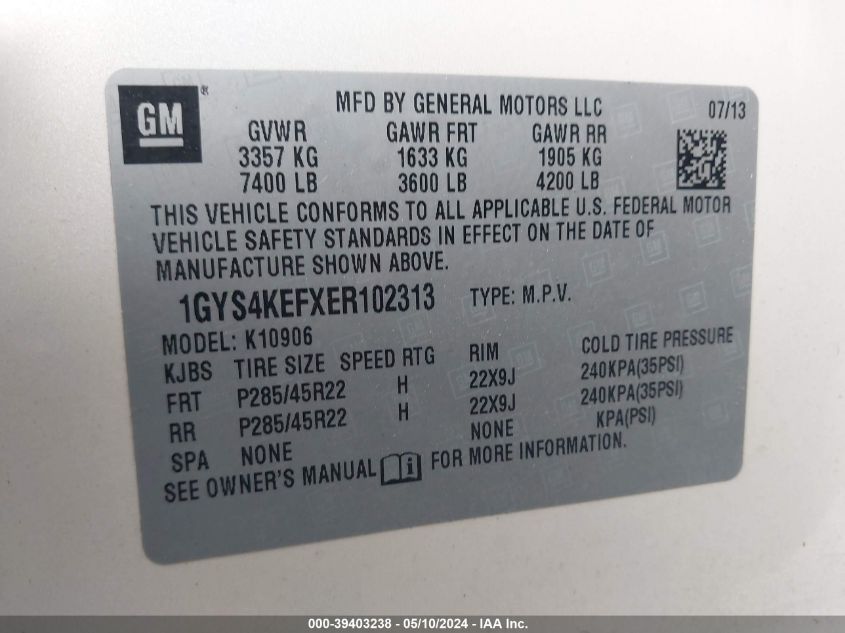 GM®
MFD BY GENERAL MOTORS LLC 07/13
GVWR GAWR FRT GAWR RR
3357 KG 1633 KG 1905 KG
7400 LB 3600 LB 4200 LB
THIS VEHICLE CONFORMS TO ALL APPLICABLE U.S. FEDERAL MOTOR
VEHICLE SAFETY STANDARDS IN EFFECT ON THE DATE OF
MANUFACTURE SHOWN ABOVE.
1GYS4KEFXER102313 TYPE: M.P.V.
MODEL: K10906
KJBS TIRE SIZE SPEED RTG RIM COLD TIRE PRESSURE
FRT P285/45R22 H 22X9J 240KPA(35PSI)
RR P285/45R22 H 22X9J 240KPA(35PSI)
SPA NONE NONE KPA(PSI)
SEE OWNER'S MANUAL FOR MORE INFORMATION.
000-39403238 - 05/10/2024 - IAA Inc.